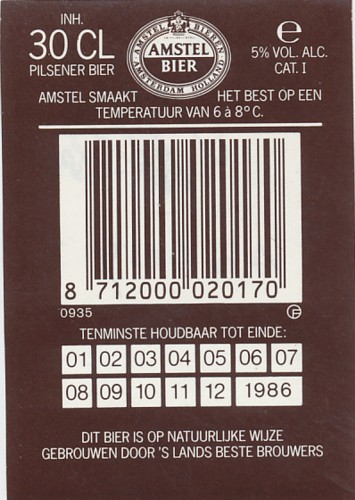 INH.
30 CL
PILSENER BIER
AMSTEL BIEREN
AMSTEL
BIER
AMSTERDAM HOLLAND
e
5% VOL. ALC.
CAT. I
AMSTEL SMAAKT HET BEST OP EEN
TEMPERATUUR VAN 6 à 8° C.
8 712000 020170
0935 F
TENMINSTE HOUDBAAR TOT EINDE:
01 02 03 04 05 06 07
08 09 10 11 12 1986
DIT BIER IS OP NATUURLIJKE WIJZE
GEBROUWEN DOOR 'S LANDS BESTE BROUWERS